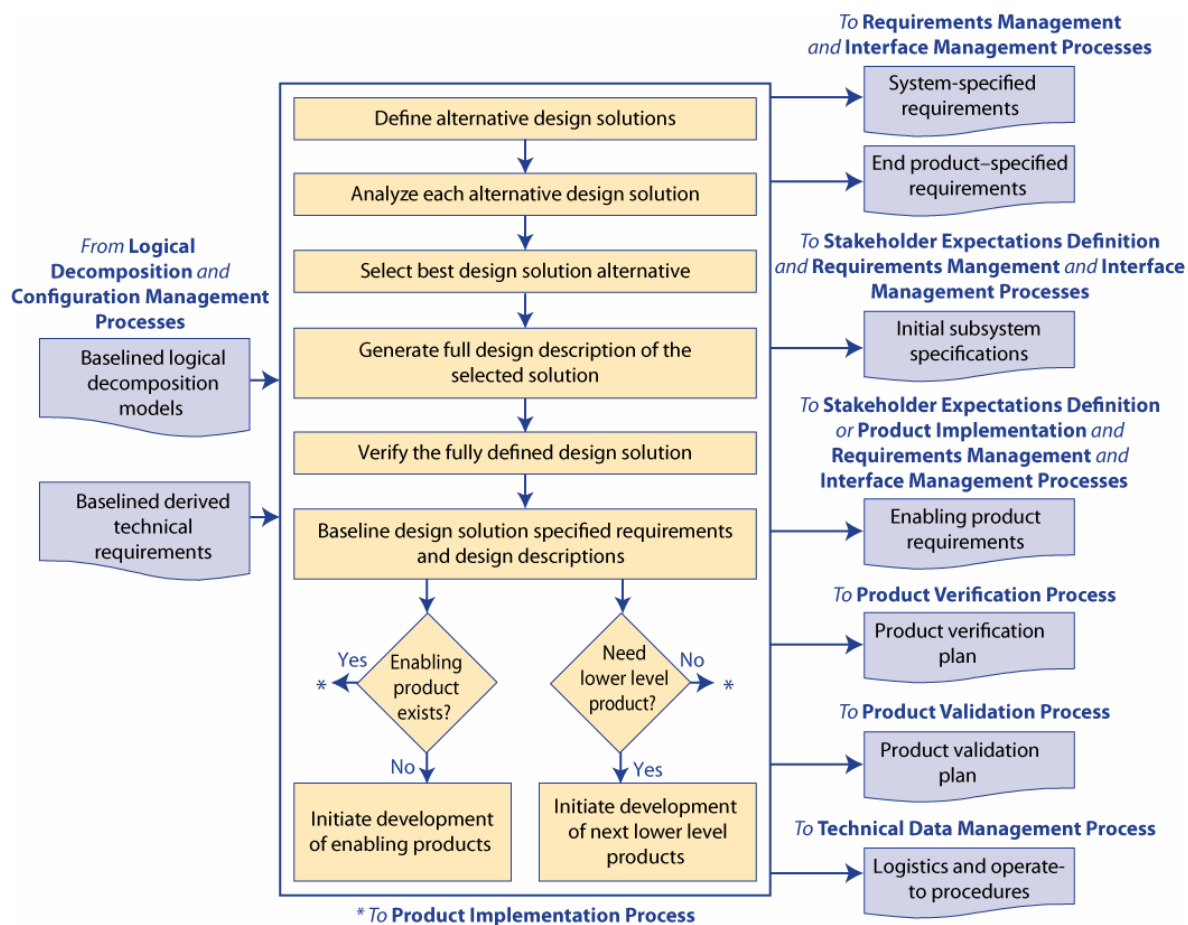 From Logical
Decomposition and
Configuration Management
Processes
Baselined logical
decomposition
models
Baselined derived
technical
requirements
Define alternative design solutions
Analyze each alternative design solution
Select best design solution alternative
Generate full design description of the
selected solution
Verify the fully defined design solution
Baseline design solution specified requirements
and design descriptions
Yes
*
Enabling
product
exists?
No
Initiate development
of enabling products
Need
lower level
product?
No
*
Yes
Initiate development
of next lower level
products
* To Product Implementation Process
To Requirements Management
and Interface Management Processes
System-specified
requirements
End product–specified
requirements
To Stakeholder Expectations Definition
and Requirements Mangement and Interface
Management Processes
Initial subsystem
specifications
To Stakeholder Expectations Definition
or Product Implementation and
Requirements Management and
Interface Management Processes
Enabling product
requirements
To Product Verification Process
Product verification
plan
To Product Validation Process
Product validation
plan
To Technical Data Management Process
Logistics and operate-
to procedures